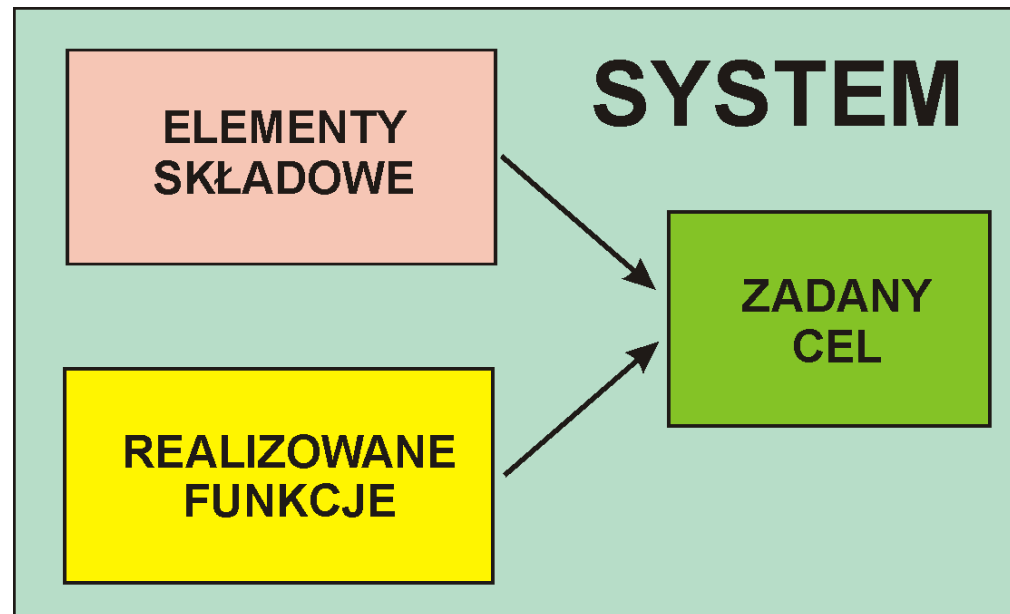 SYSTEM
ELEMENTY
SKŁADOWE
ZADANY
CEL
REALIZOWANE
FUNKCJE